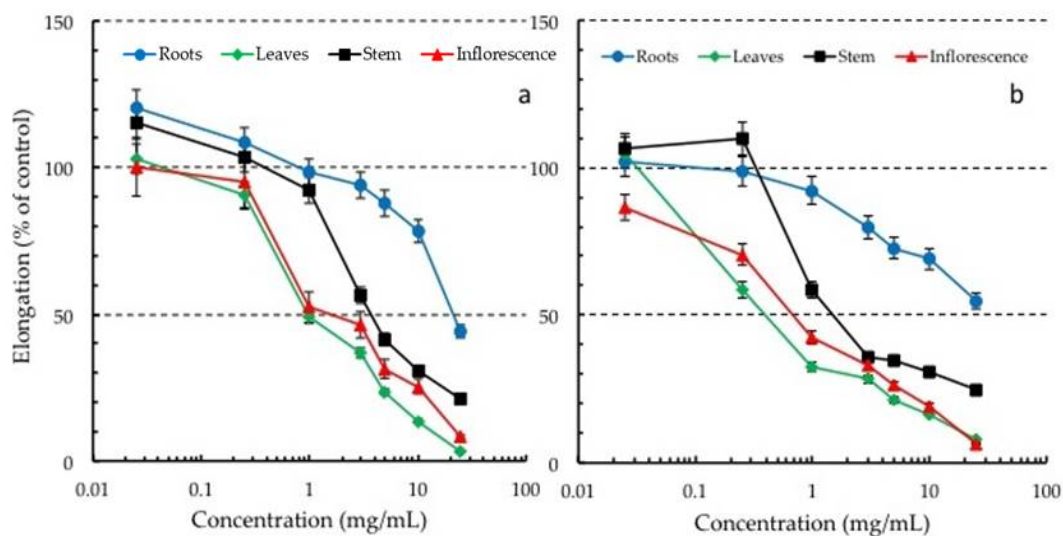 150
150
Roots Leaves Stem Inflorescence
Roots Leaves Stem Inflorescence
a
b
Elongation (% of control)
100
100
50
50
0
0
0.01 0.1 1 10 100
0.01 0.1 1 10 100
Concentration (mg/mL)
Concentration (mg/mL)